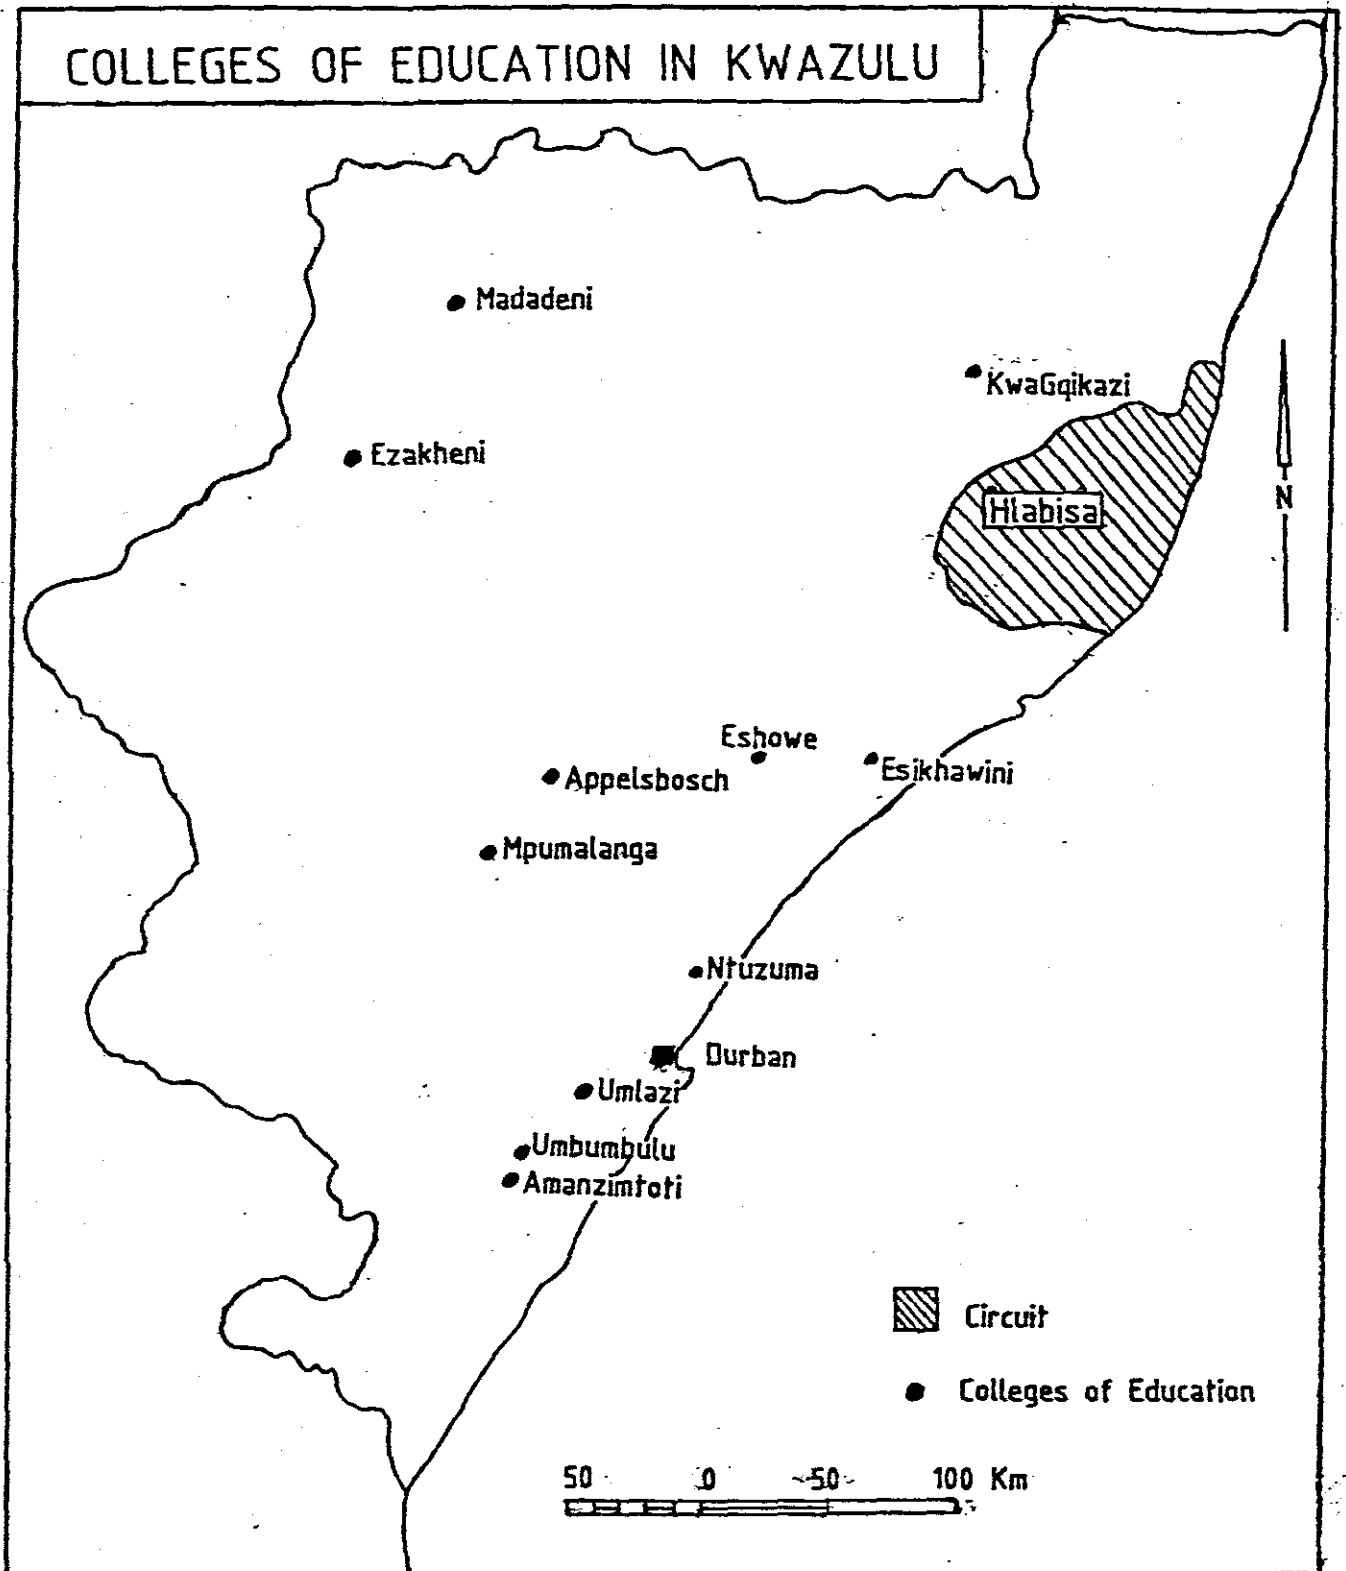 COLLEGES OF EDUCATION IN KWAZULU
Madadeni
KwaGqikazi
Ezakheni
Hlabisa
N
Eshowe
Esikhawini
Appelsbosch
Mpumalanga
Ntuzuma
Durban
Umlazi
Umbumbulu
Amanzimtoti
Circuit
Colleges of Education
50 0 50 100 Km